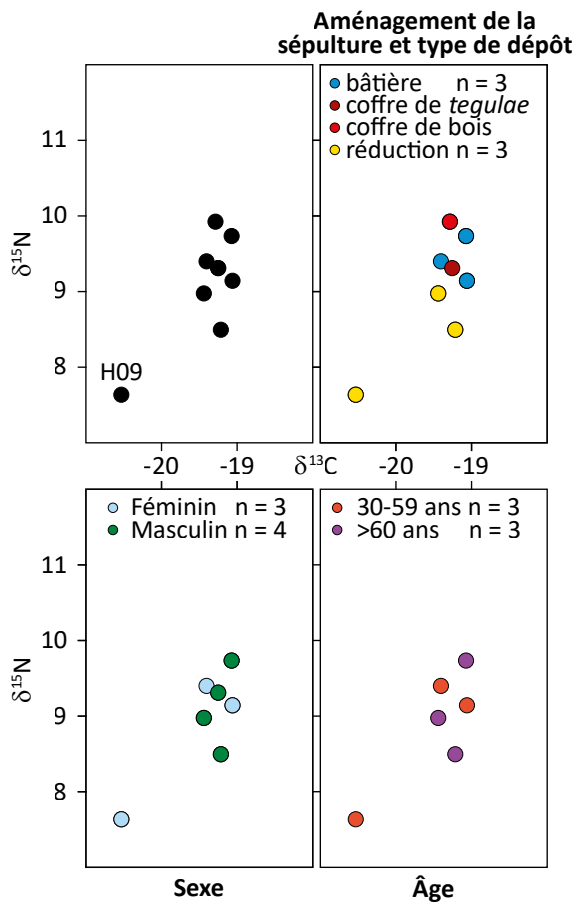 Aménagement de la
sépulture et type de dépôt
bâtière n = 3
coffre de tegulae
coffre de bois
réduction n = 3
11
10
9
8
δ15N
H09
-20
-19
δ13C
-20
-19
Féminin n = 3
Masculin n = 4
30-59 ans n = 3
>60 ans n = 3
11
10
9
8
δ15N
Sexe
Âge